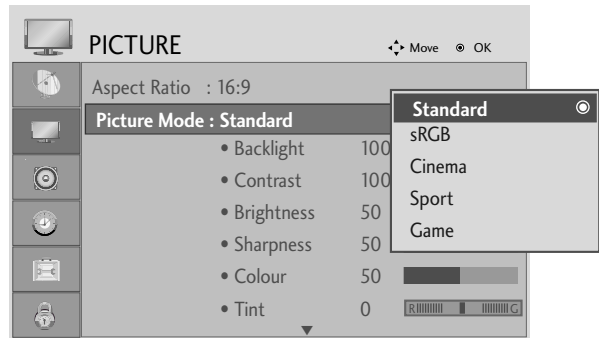 PICTURE Move OK
Aspect Ratio : 16:9
Picture Mode : Standard
• Backlight 100
• Contrast 100
• Brightness 50
• Sharpness 50
• Colour 50
• Tint 0 R G
Standard
sRGB
Cinema
Sport
Game